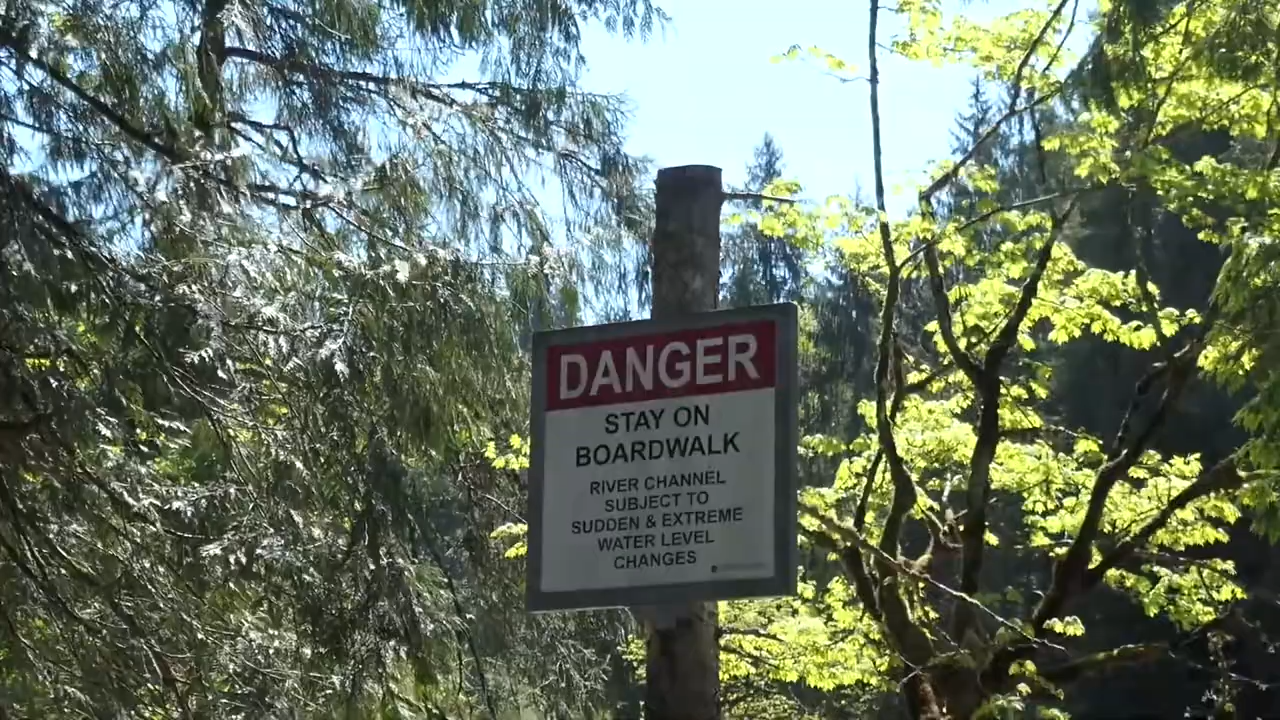 DANGER
STAY ON
BOARDWALK
RIVER CHANNEL
SUBJECT TO
SUDDEN & EXTREME
WATER LEVEL
CHANGES